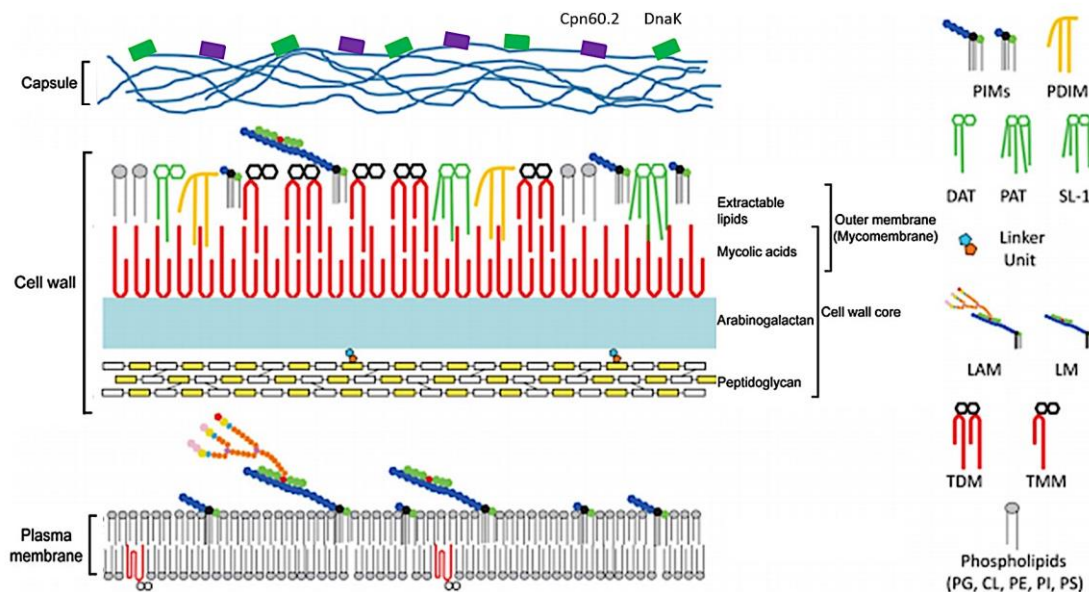 Cpn60.2 DnaK
Capsule
Cell wall
Extractable
lipids
Mycolic acids
Outer membrane
(Mycomembrane)
Arabinogalactan
Cell wall core
Peptidoglycan
Plasma
membrane
PIMs PDIM
DAT PAT SL-1
Linker
Unit
LAM LM
TDM TMM
Phospholipids
(PG, CL, PE, PI, PS)